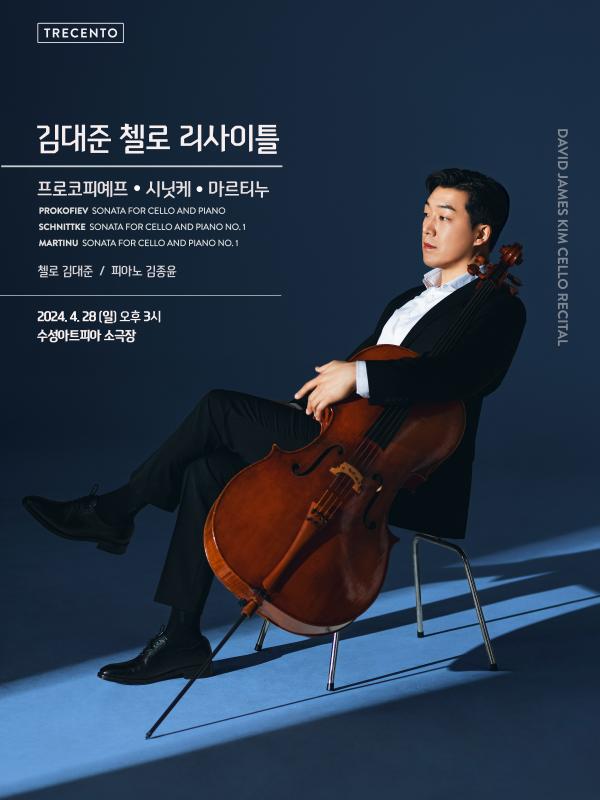 TRECENTO
김대준 첼로 리사이틀
프로코피예프 • 시닛케 • 마르티누
PROKOFIEV SONATA FOR CELLO AND PIANO
SCHNITTKE SONATA FOR CELLO AND PIANO NO. 1
MARTINU SONATA FOR CELLO AND PIANO NO. 1
첼로 김대준 / 피아노 김종윤
2024. 4. 28 (일) 오후 3시
수성아트피아 소극장
DAVID JAMES KIM CELLO RECITAL